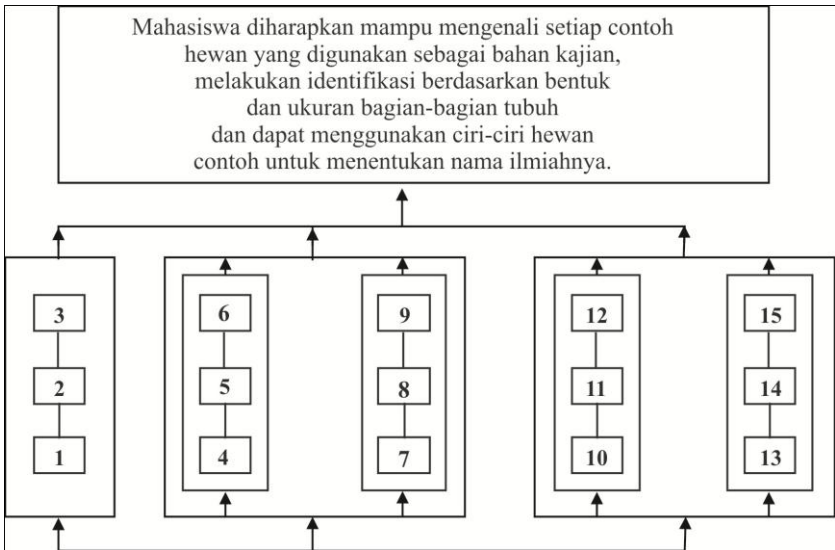 Mahasiswa diharapkan mampu mengenali setiap contoh
hewan yang digunakan sebagai bahan kajian,
melakukan identifikasi berdasarkan bentuk
dan ukuran bagian-bagian tubuh
dan dapat menggunakan ciri-ciri hewan
contoh untuk menentukan nama ilmiahnya.
3 6 9 12 15
2 5 8 11 14
1 4 7 10 13